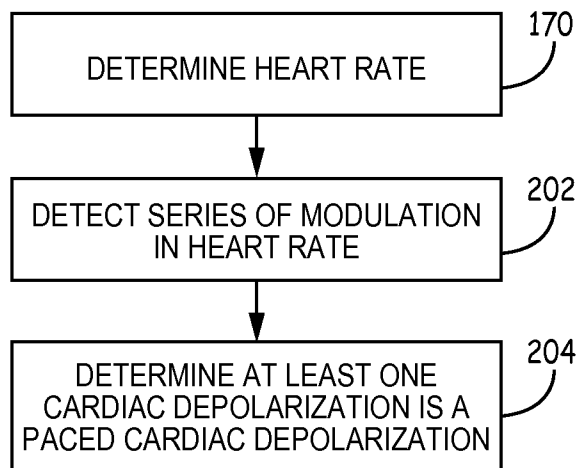 170
DETERMINE HEART RATE
202
DETECT SERIES OF MODULATION
IN HEART RATE
204
DETERMINE AT LEAST ONE
CARDIAC DEPOLARIZATION IS A
PACED CARDIAC DEPOLARIZATION